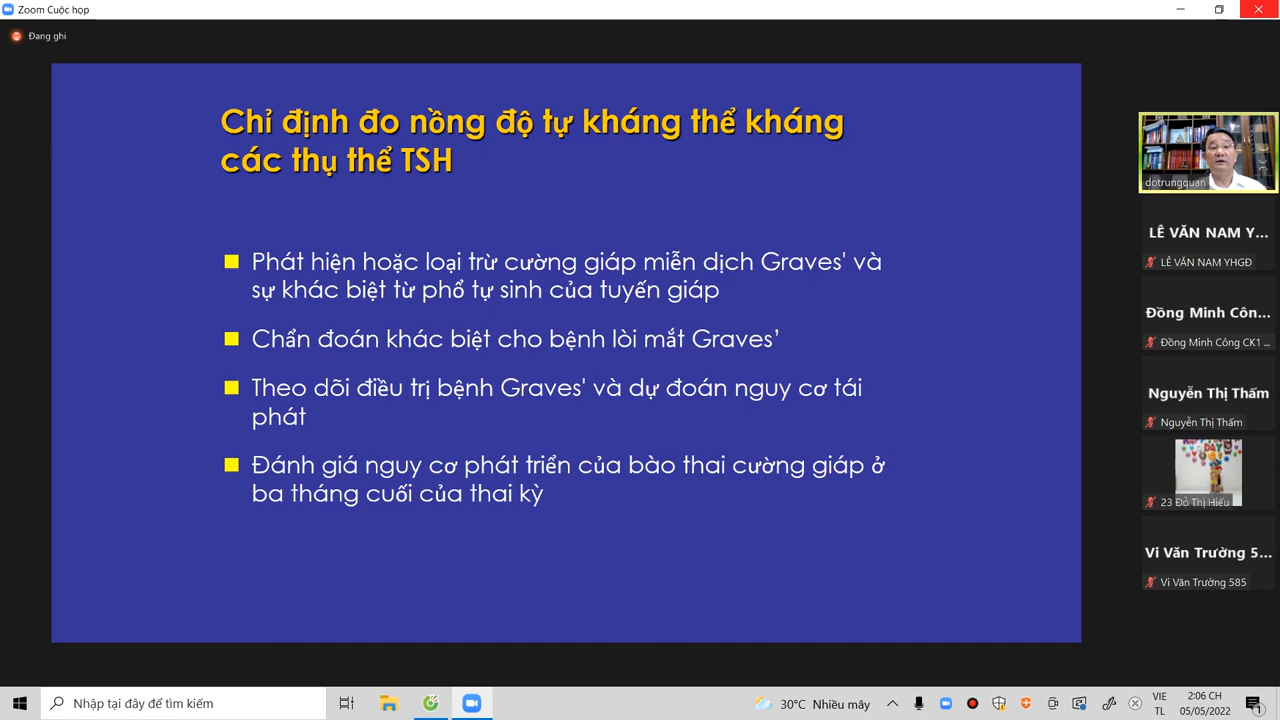 Zoom Cuộc họp
Đang ghi
Chỉ định đo nồng độ tự kháng thể kháng
các thụ thể TSH
Phát hiện hoặc loại trừ cường giáp miễn dịch Graves' và
sự khác biệt từ phổ tự sinh của tuyến giáp
Chẩn đoán khác biệt cho bệnh lòi mắt Graves’
Theo dõi điều trị bệnh Graves' và dự đoán nguy cơ tái
phát
Đánh giá nguy cơ phát triển của bào thai cường giáp ở
ba tháng cuối của thai kỳ
dotrungquan
LÊ VĂN NAM Y...
LÊ VĂN NAM YHGĐ
Đồng Minh Côn...
Đồng Minh Công CK1 ...
Nguyễn Thị Thấm
Nguyễn Thị Thấm
23 Đỗ Thị Hiếu
Vi Văn Trường 5...
Vi Văn Trường 585
Nhập tại đây để tìm kiếm
30°C Nhiều mây
VIE
TL
2:06 CH
05/05/2022
1